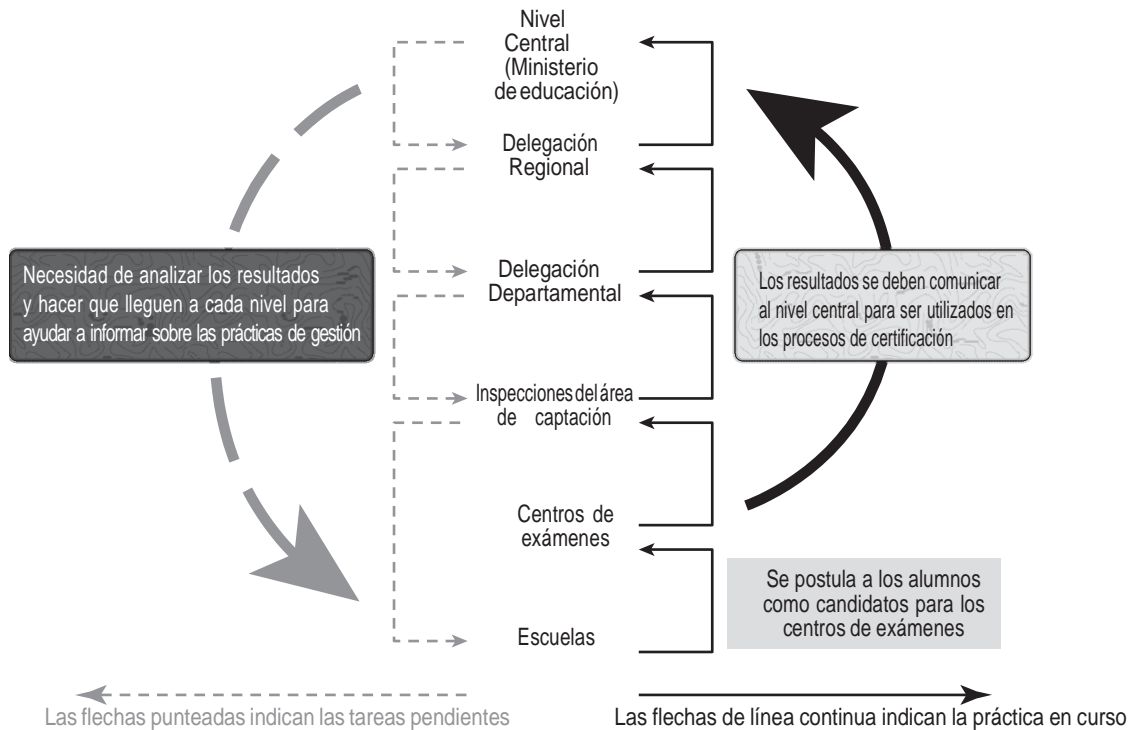 Nivel
Central
(Ministerio
de educación)
Delegación
Regional
Necesidad de analizar los resultados
y hacer que lleguen a cada nivel para
ayudar a informar sobre las prácticas de gestión
Delegación
Departamental
Los resultados se deben comunicar
al nivel central para ser utilizados en
los procesos de certificación
Inspecciones del área
de captación
Centros de
exámenes
Se postula a los alumnos
como candidatos para los
centros de exámenes
Escuelas
Las flechas punteadas indican las tareas pendientes
Las flechas de línea continua indican la práctica en curso